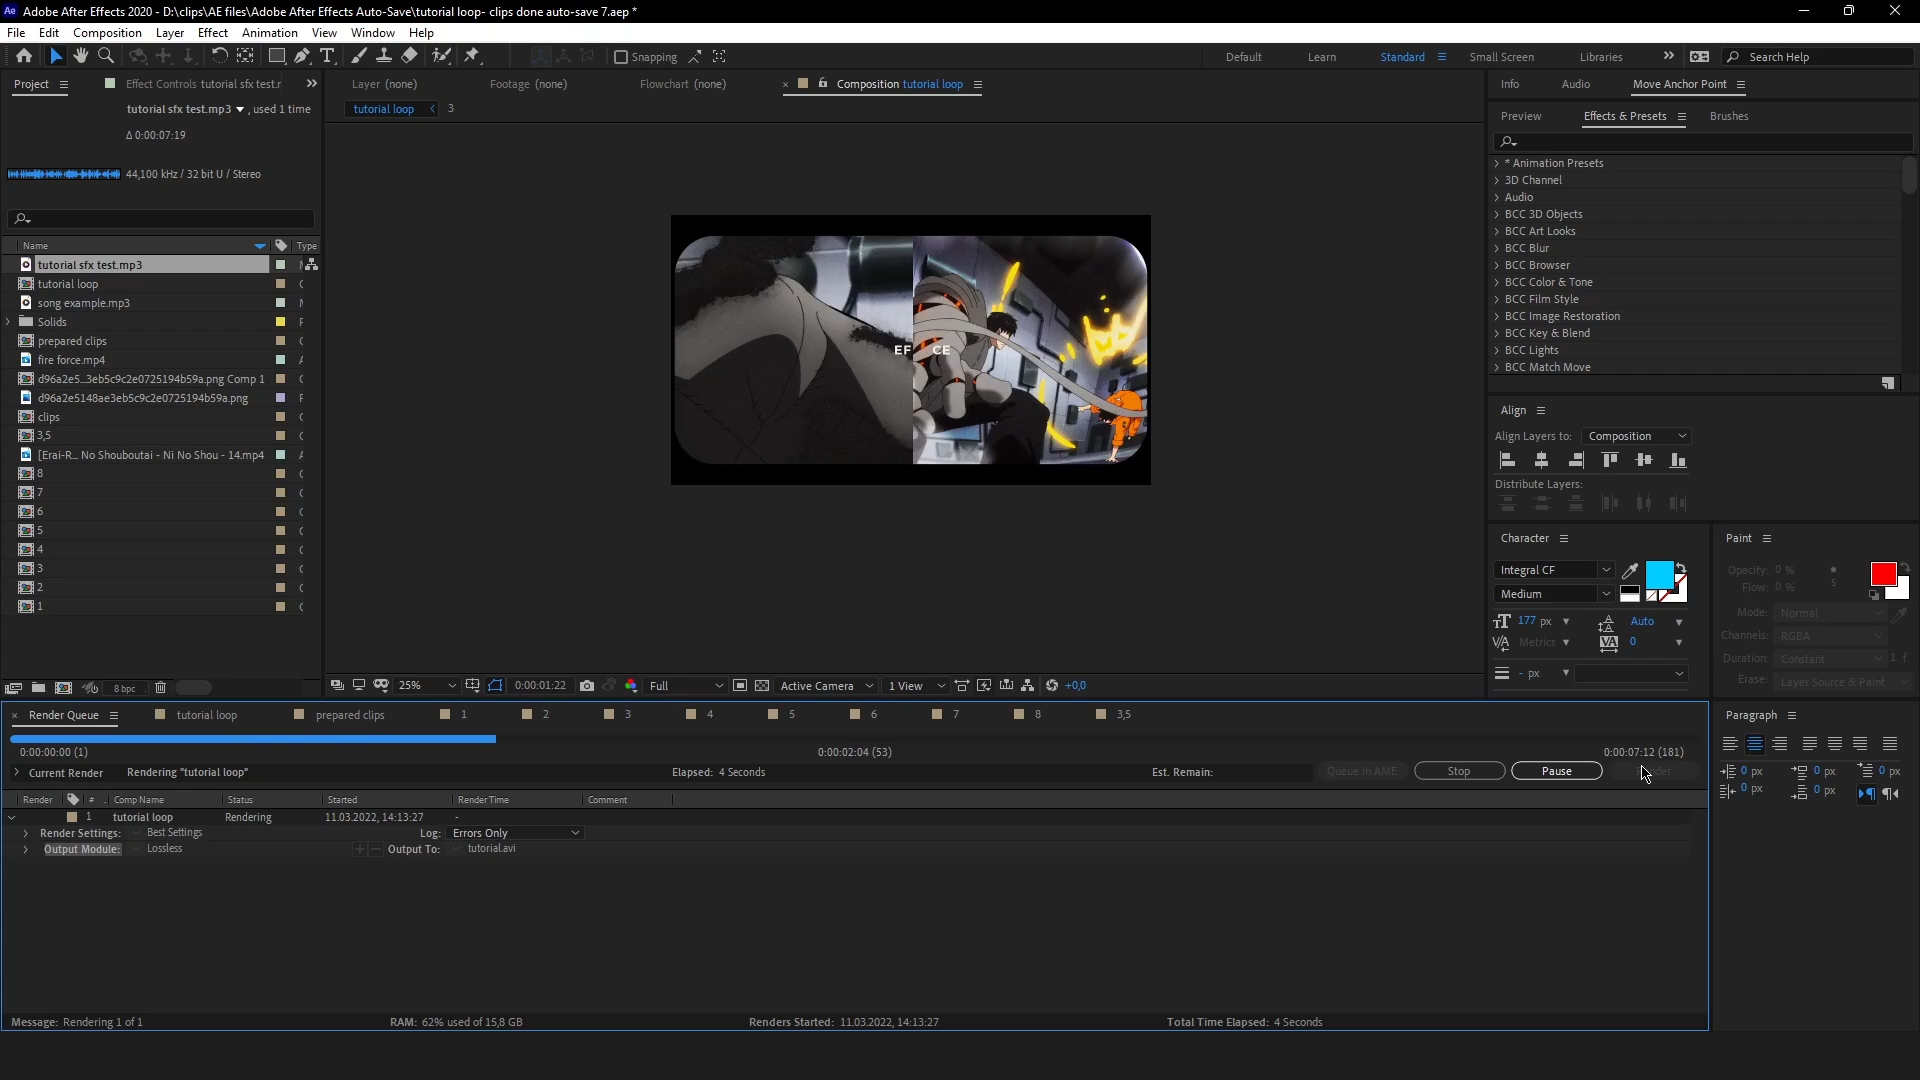 Ae Adobe After Effects 2020 - D:\clips\AE files\Adobe After Effects Auto-Save\tutorial loop- clips done auto-save 7.aep *
File Edit Composition Layer Effect Animation View Window Help
Snapping
Default Learn Standard Small Screen Libraries
Search Help
Project Effect Controls tutorial sfx test.r
Layer (none) Footage (none) Flowchart (none) Composition tutorial loop
Info Audio Move Anchor Point
tutorial sfx test.mp3 , used 1 time
Δ 0:00:07:19
tutorial loop 3
Preview Effects & Presets Brushes
44,100 kHz / 32 bit U / Stereo
* Animation Presets
3D Channel
Audio
BCC 3D Objects
BCC Art Looks
BCC Blur
BCC Browser
BCC Color & Tone
BCC Film Style
BCC Image Restoration
BCC Key & Blend
BCC Lights
BCC Match Move
Name Type
tutorial sfx test.mp3
tutorial loop
song example.mp3
Solids
prepared clips
fire force.mp4
d96a2e5...3eb5c9c2e0725194b59a.png Comp 1
d96a2e5148ae3eb5c9c2e0725194b59a.png
clips
3,5
[Erai-R... No Shouboutai - Ni No Shou - 14.mp4
8
7
6
5
4
3
2
1
8 bpc
EF CE
25% 0:00:01:22 Full Active Camera 1 View +0,0
Align
Align Layers to: Composition
Distribute Layers:
Character
Integral CF
Medium
177 px Auto
Metrics 0
- px
Paint
Opacity: 0 %
Flow: 0 %
Mode: Normal
Channels: RGBA
Duration: Constant 1 f
Erase: Layer Source & Paint
Render Queue tutorial loop prepared clips 1 2 3 4 5 6 7 8 3,5
0:00:00:00 (1) 0:00:02:04 (53) 0:00:07:12 (181)
Current Render Rendering "tutorial loop" Elapsed: 4 Seconds Est. Remain: Queue in AME Stop Pause
Render # Comp Name Status Started Render Time Comment
1 tutorial loop Rendering 11.03.2022, 14:13:27 -
Render Settings: Best Settings Log: Errors Only
Output Module: Lossless Output To: tutorial.avi
Message: Rendering 1 of 1 RAM: 62% used of 15,8 GB Renders Started: 11.03.2022, 14:13:27 Total Time Elapsed: 4 Seconds
Paragraph
0 px 0 px 0 px
0 px 0 px